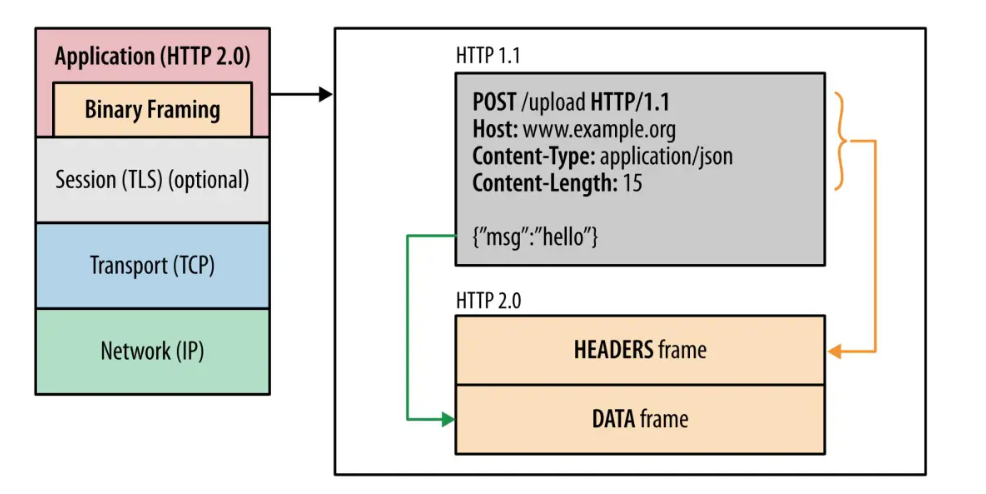 Application (HTTP 2.0)
Binary Framing
Session (TLS) (optional)
Transport (TCP)
Network (IP)
HTTP 1.1
POST /upload HTTP/1.1
Host: www.example.org
Content-Type: application/json
Content-Length: 15
{”msg”:”hello”}
HTTP 2.0
HEADERS frame
DATA frame